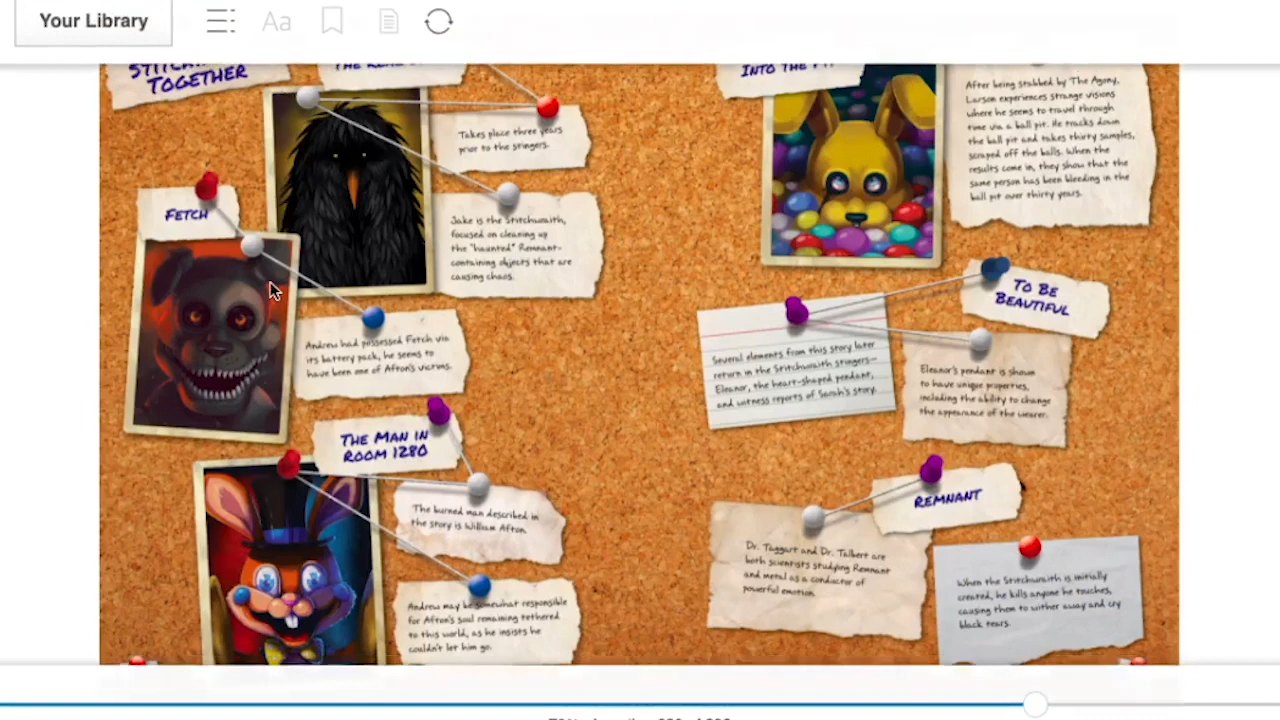 Your Library
Aa
STITCHING
TOGETHER
INTO THE PIT
After being stabbed by The Agony,
Larson experiences strange visions
where he seems to travel through
time via a ball pit. He tracks down
the ball pit and takes thirty samples,
scraped off the balls. When the
results come in, they show that the
same person has been bleeding in the
ball pit over thirty years.
Takes place three years
prior to the stingers.
FETCH
Jake is the Stitchwraith,
focused on cleaning up
the "haunted" Remnant-
containing objects that are
causing chaos.
Andrew had possessed Fetch via
its battery pack, he seems to
have been one of Afton's victims.
TO BE
BEAUTIFUL
Several elements from this story later
return in the Stitchwraith stingers—
Eleanor, the heart-shaped pendant,
and witness reports of Sarah's story.
Eleanor's pendant is shown
to have unique properties,
including the ability to change
the appearance of the wearer.
THE MAN IN
ROOM 1280
The burned man described in
the story is William Afton.
Andrew may be somewhat responsible
for Afton's soul remaining tethered
to this world, as he insists he
couldn't let him go.
REMNANT
Dr. Taggart and Dr. Talbert are
both scientists studying Remnant
and metal as a conductor of
powerful emotion.
When the Stitchwraith is initially
created, he kills anyone he touches,
causing them to wither away and cry
black tears.